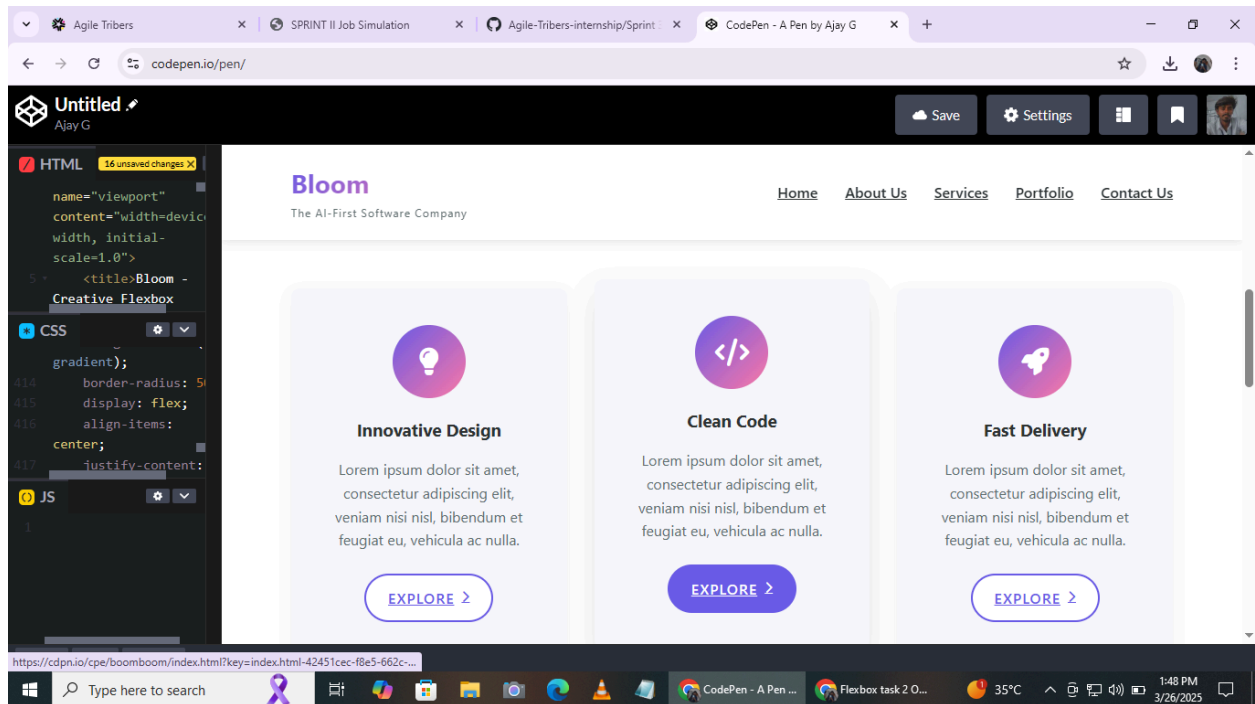 Agile Tribers
SPRINT II Job Simulation
Agile-Tribers-internship/Sprint
CodePen - A Pen by Ajay G
codepen.io/pen/
Untitled
Ajay G
Save
Settings
HTML
16 unsaved changes X
name="viewport"
content="width=device
width, initial-
scale=1.0">
5
<title>Bloom -
Creative Flexbox
CSS
gradient);
414 border-radius: 50
415 display: flex;
416 align-items:
center;
417 justify-content:
JS
1
Bloom
The AI-First Software Company
Home
About Us
Services
Portfolio
Contact Us
Innovative Design
Lorem ipsum dolor sit amet,
consectetur adipiscing elit,
veniam nisi nisl, bibendum et
feugiat eu, vehicula ac nulla.
EXPLORE
</>
Clean Code
Lorem ipsum dolor sit amet,
consectetur adipiscing elit,
veniam nisi nisl, bibendum et
feugiat eu, vehicula ac nulla.
EXPLORE
Fast Delivery
Lorem ipsum dolor sit amet,
consectetur adipiscing elit,
veniam nisi nisl, bibendum et
feugiat eu, vehicula ac nulla.
EXPLORE
https://cdpn.io/cpe/boomboom/index.html?key=index.html-42451cec-f8e5-662c-...
Type here to search
CodePen - A Pen ...
Flexbox task 2 O...
1
35°C
1:48 PM
3/26/2025